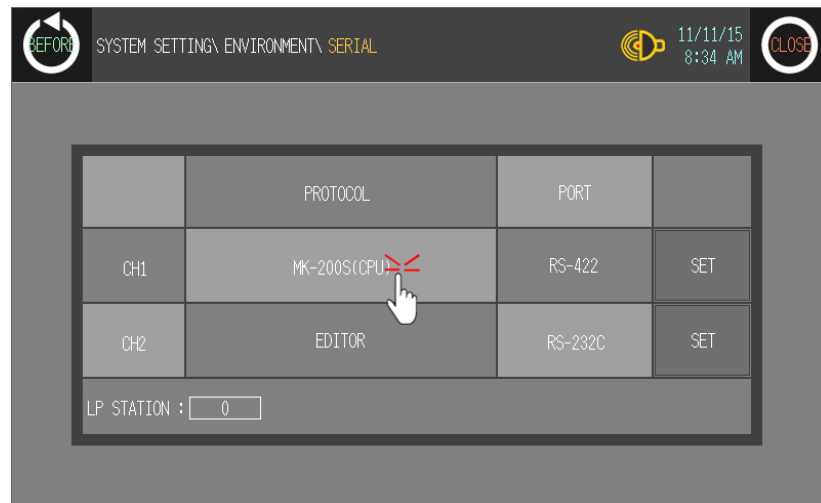 BEFORE SYSTEM SETTING\ ENVIRONMENT\ SERIAL 11/11/15 CLOSE
8:34 AM
PROTOCOL PORT
CH1 MK-200S(CPU) RS-422 SET
CH2 EDITOR RS-232C SET
LP STATION : 0